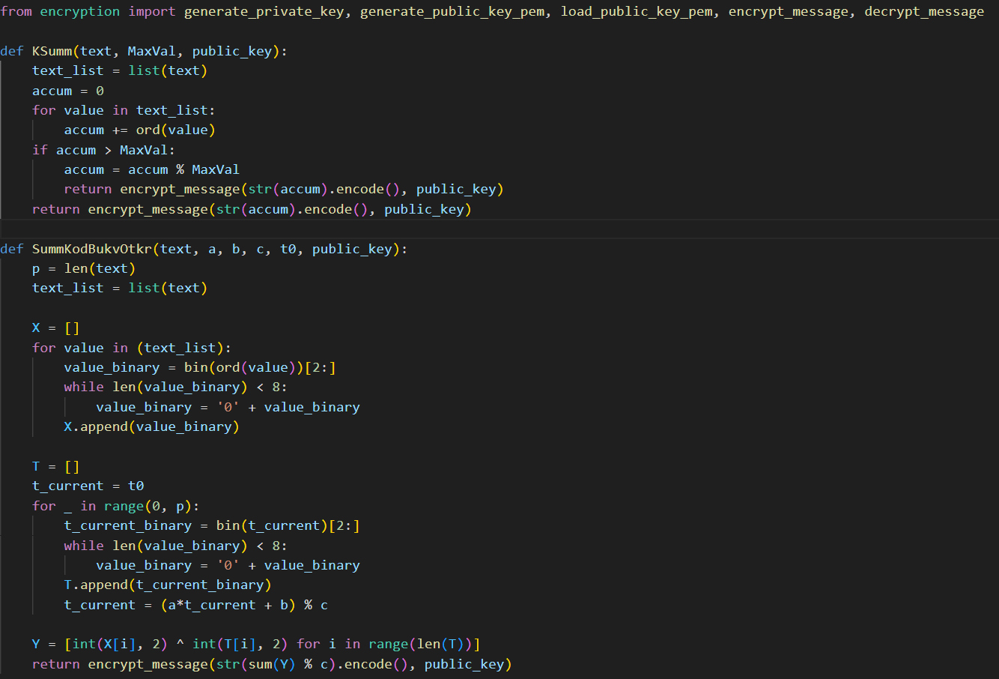 from encryption import generate_private_key, generate_public_key_pem, load_public_key_pem, encrypt_message, decrypt_message

def KSumm(text, MaxVal, public_key):
    text_list = list(text)
    accum = 0
    for value in text_list:
        accum += ord(value)
    if accum > MaxVal:
        accum = accum % MaxVal
        return encrypt_message(str(accum).encode(), public_key)
    return encrypt_message(str(accum).encode(), public_key)

def SummKodBukvOtkr(text, a, b, c, t0, public_key):
    p = len(text)
    text_list = list(text)

    X = []
    for value in (text_list):
        value_binary = bin(ord(value))[2:]
        while len(value_binary) < 8:
            value_binary = '0' + value_binary
        X.append(value_binary)

    T = []
    t_current = t0
    for _ in range(0, p):
        t_current_binary = bin(t_current)[2:]
        while len(value_binary) < 8:
            value_binary = '0' + value_binary
        T.append(t_current_binary)
        t_current = (a*t_current + b) % c

    Y = [int(X[i], 2) ^ int(T[i], 2) for i in range(len(T))]
    return encrypt_message(str(sum(Y) % c).encode(), public_key)